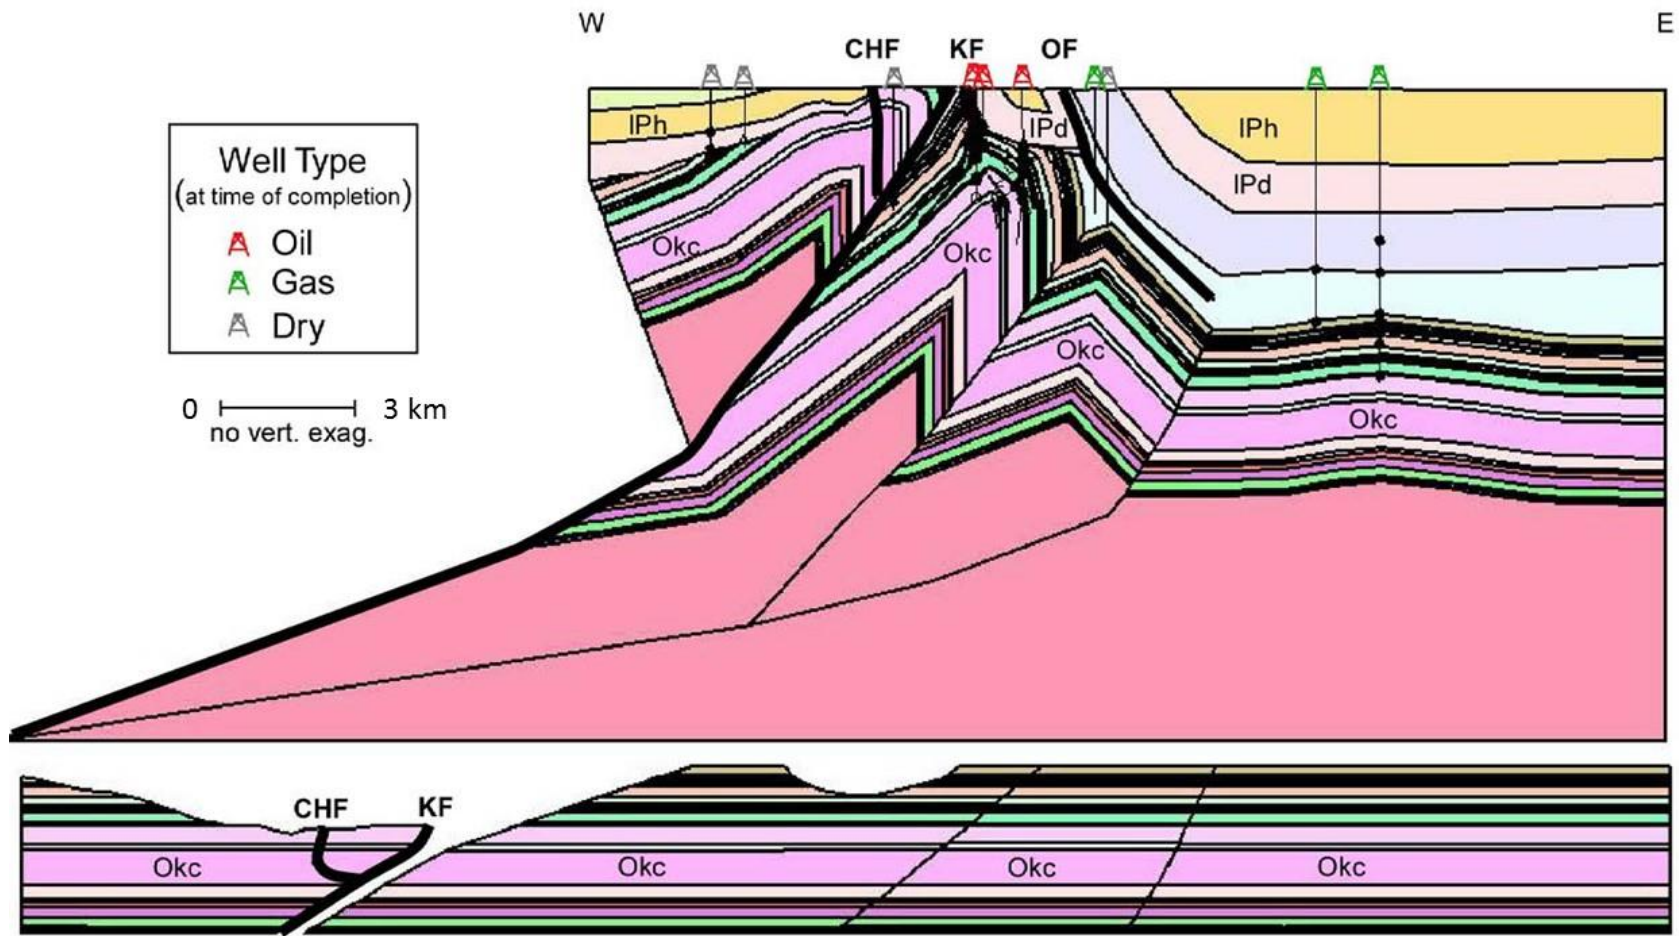 W
E
CHF KF OF
IPh
IPd
IPh
IPd
Well Type
(at time of completion)
Oil
Gas
Dry
Okc
Okc
Okc
Okc
0 3 km
no vert. exag.
CHF KF
Okc
Okc
Okc
Okc